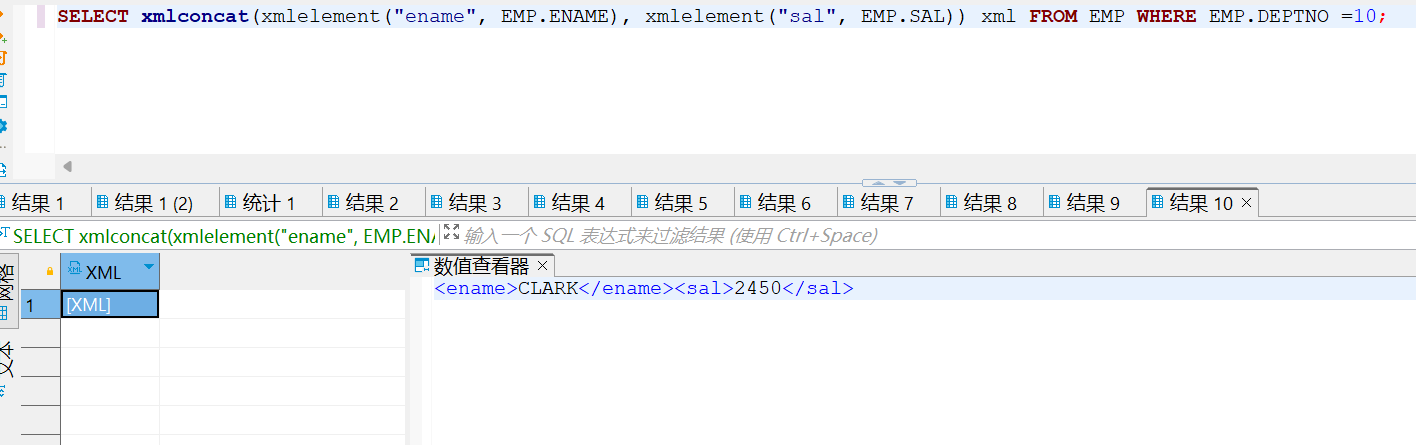 SELECT xmlconcat(xmlelement("ename", EMP.ENAME), xmlelement("sal", EMP.SAL)) xml FROM EMP WHERE EMP.DEPTNO =10;
结果 1 结果 1 (2) 统计 1 结果 2 结果 3 结果 4 结果 5 结果 6 结果 7 结果 8 结果 9 结果 10
SELECT xmlconcat(xmlelement("ename", EMP.EN 输入一个 SQL 表达式来过滤结果 (使用 Ctrl+Space)
网格
XML
数值查看器
1 [XML]
<ename>CLARK</ename><sal>2450</sal>
文本